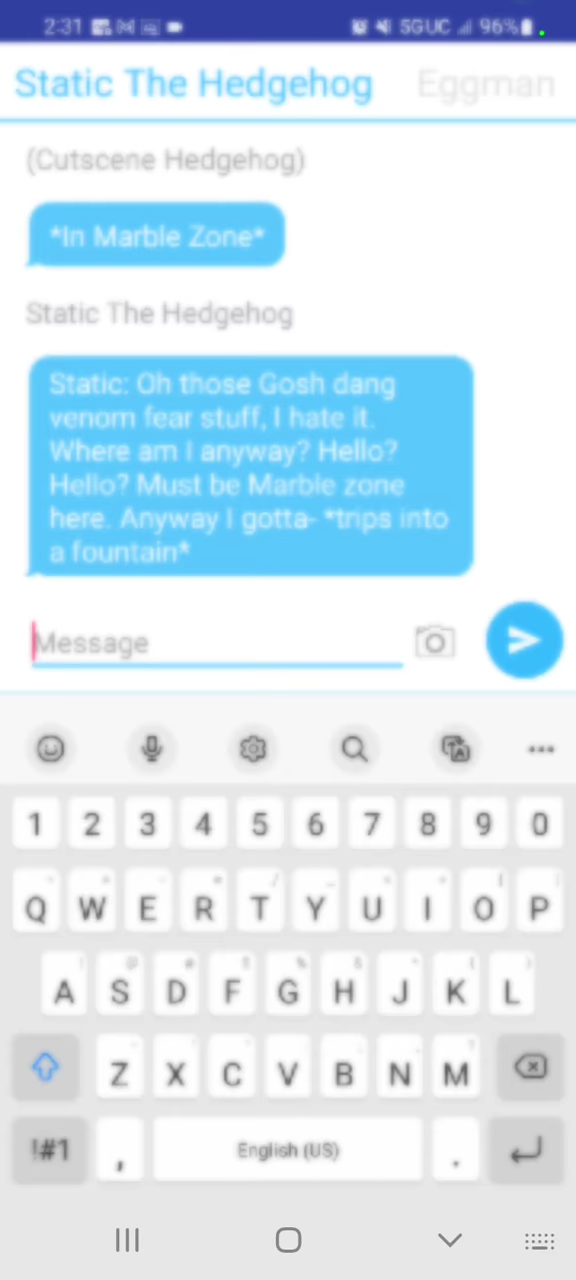 2:31 5GUC 96%
Static The Hedgehog Eggman
(Cutscene Hedgehog)
*In Marble Zone*
Static The Hedgehog
Static: Oh those Gosh dang
venom fear stuff, I hate it.
Where am I anyway? Hello?
Hello? Must be Marble zone
here. Anyway I gotta- *trips into
a fountain*
Message
1 2 3 4 5 6 7 8 9 0
Q W E R T Y U I O P
A S D F G H J K L
Z X C V B N M
!#1 , English (US) .